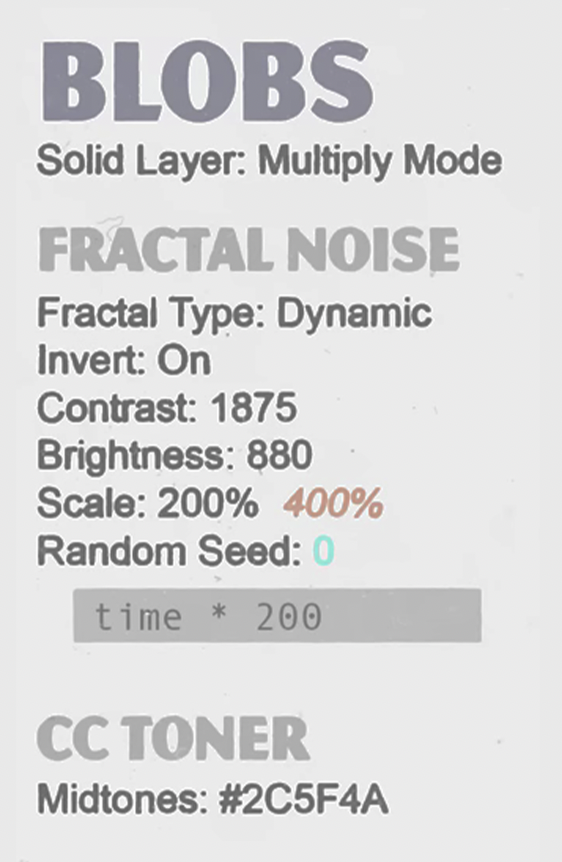 BLOBS
Solid Layer: Multiply Mode
FRACTAL NOISE
Fractal Type: Dynamic
Invert: On
Contrast: 1875
Brightness: 880
Scale: 200% 400%
Random Seed: 0
time * 200
CC TONER
Midtones: #2C5F4A